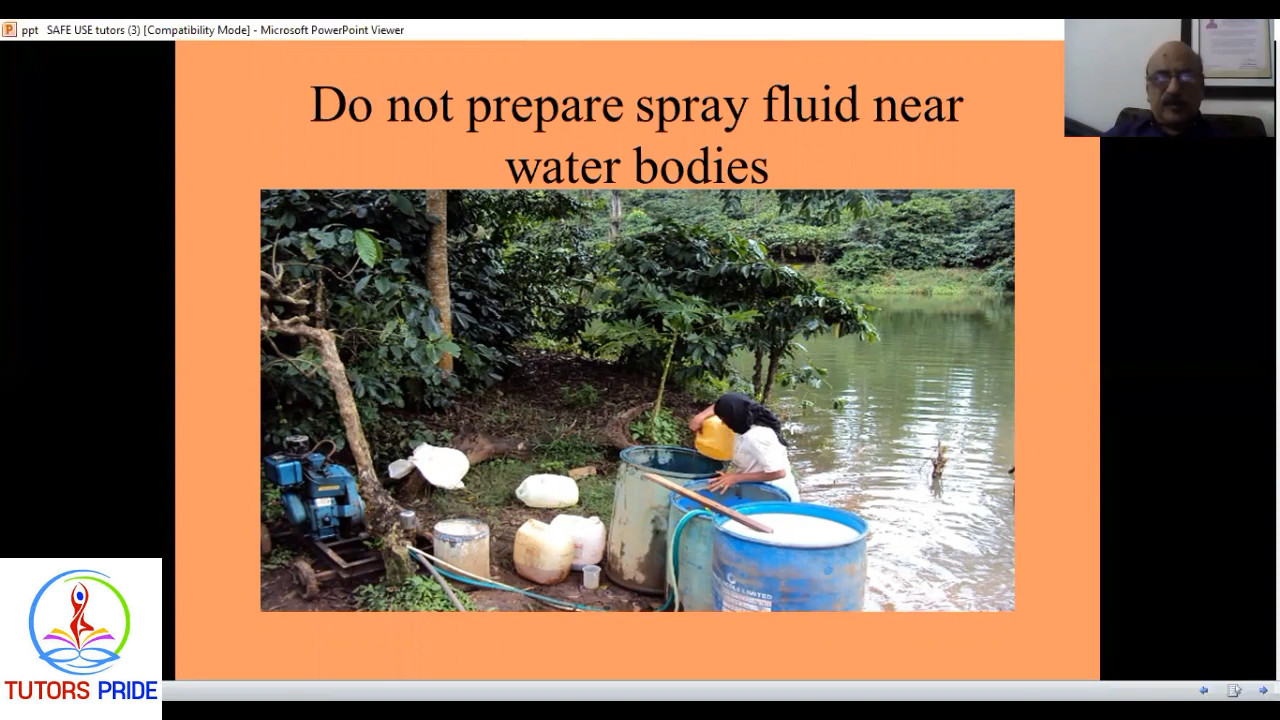 ppt SAFE USE tutors (3) [Compatibility Mode] - Microsoft PowerPoint Viewer
Do not prepare spray fluid near
water bodies
TUTORS PRIDE